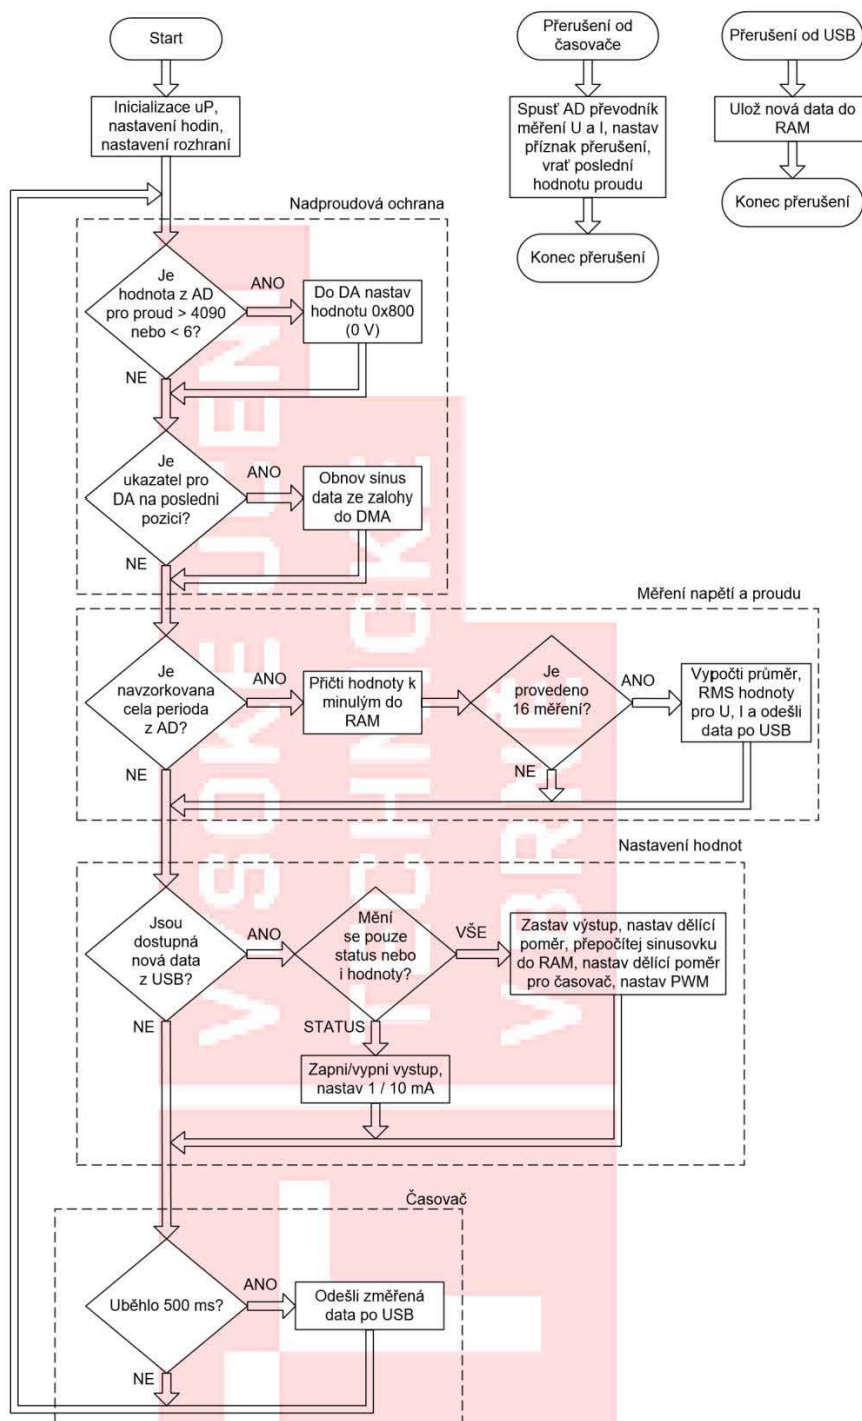 Start
Inicializace uP,
nastavení hodin,
nastavení rozhraní
Přerušení od
časovače
Spusť AD převodník
měření U a I, nastav
příznak přerušení,
vrať poslední
hodnotu proudu
Konec přerušení
Přerušení od USB
Ulož nová data do
RAM
Konec přerušení
Nadproudová ochrana
Je
hodnota z AD
pro proud > 4090
nebo < 6?
ANO
Do DA nastav
hodnotu 0x800
(0 V)
NE
Je
ukazatel pro
DA na posledni
pozici?
ANO
Obnov sinus
data ze zalohy
do DMA
NE
Měření napětí a proudu
Je
navzorkovana
cela perioda
z AD?
ANO
Přičti hodnoty k
minulým do
RAM
Je
provedeno
16 měření?
ANO
Vypočti průměr,
RMS hodnoty
pro U, I a odešli
data po USB
NE
NE
Nastavení hodnot
Jsou
dostupná
nová data
z USB?
ANO
Mění
se pouze
status nebo
i hodnoty?
VŠE
Zastav výstup, nastav dělící
poměr, přepočítej sinusovku
do RAM, nastav dělící poměr
pro časovač, nastav PWM
NE
STATUS
Zapni/vypni vystup,
nastav 1 / 10 mA
Časovač
Uběhlo 500 ms?
ANO
Odešli změřená
data po USB
NE
VYSOKÉ UČENÍ
TECHNICKÉ
V BRNĚ